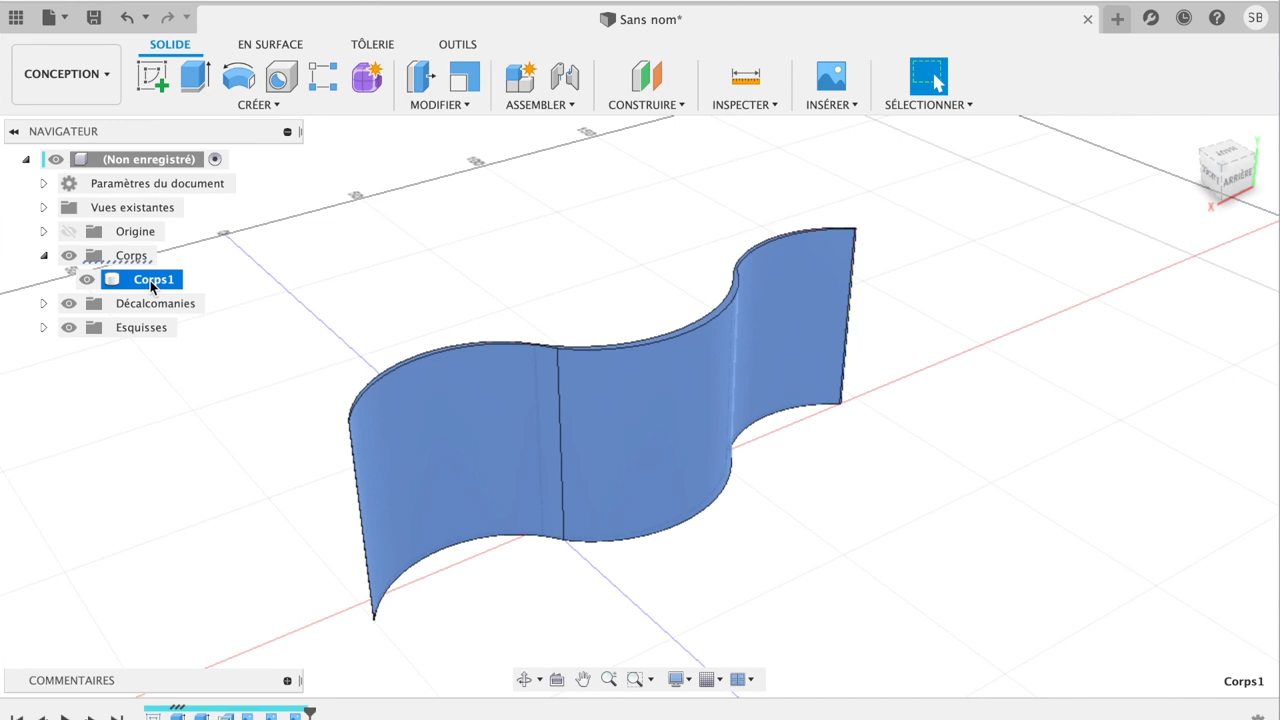 Sans nom*
SB
CONCEPTION
SOLIDE
EN SURFACE
TÔLERIE
OUTILS
CRÉER
MODIFIER
ASSEMBLER
CONSTRUIRE
INSPECTER
INSÉRER
SÉLECTIONNER
NAVIGATEUR
(Non enregistré)
Paramètres du document
Vues existantes
Origine
Corps
Corps1
Décalcomanies
Esquisses
ARRIÈRE
X
Y
COMMENTAIRES
Corps1